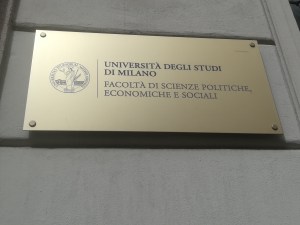 UNIVERSITÀ DEGLI STUDI
DI MILANO
FACOLTÀ DI SCIENZE POLITICHE,
ECONOMICHE E SOCIALI